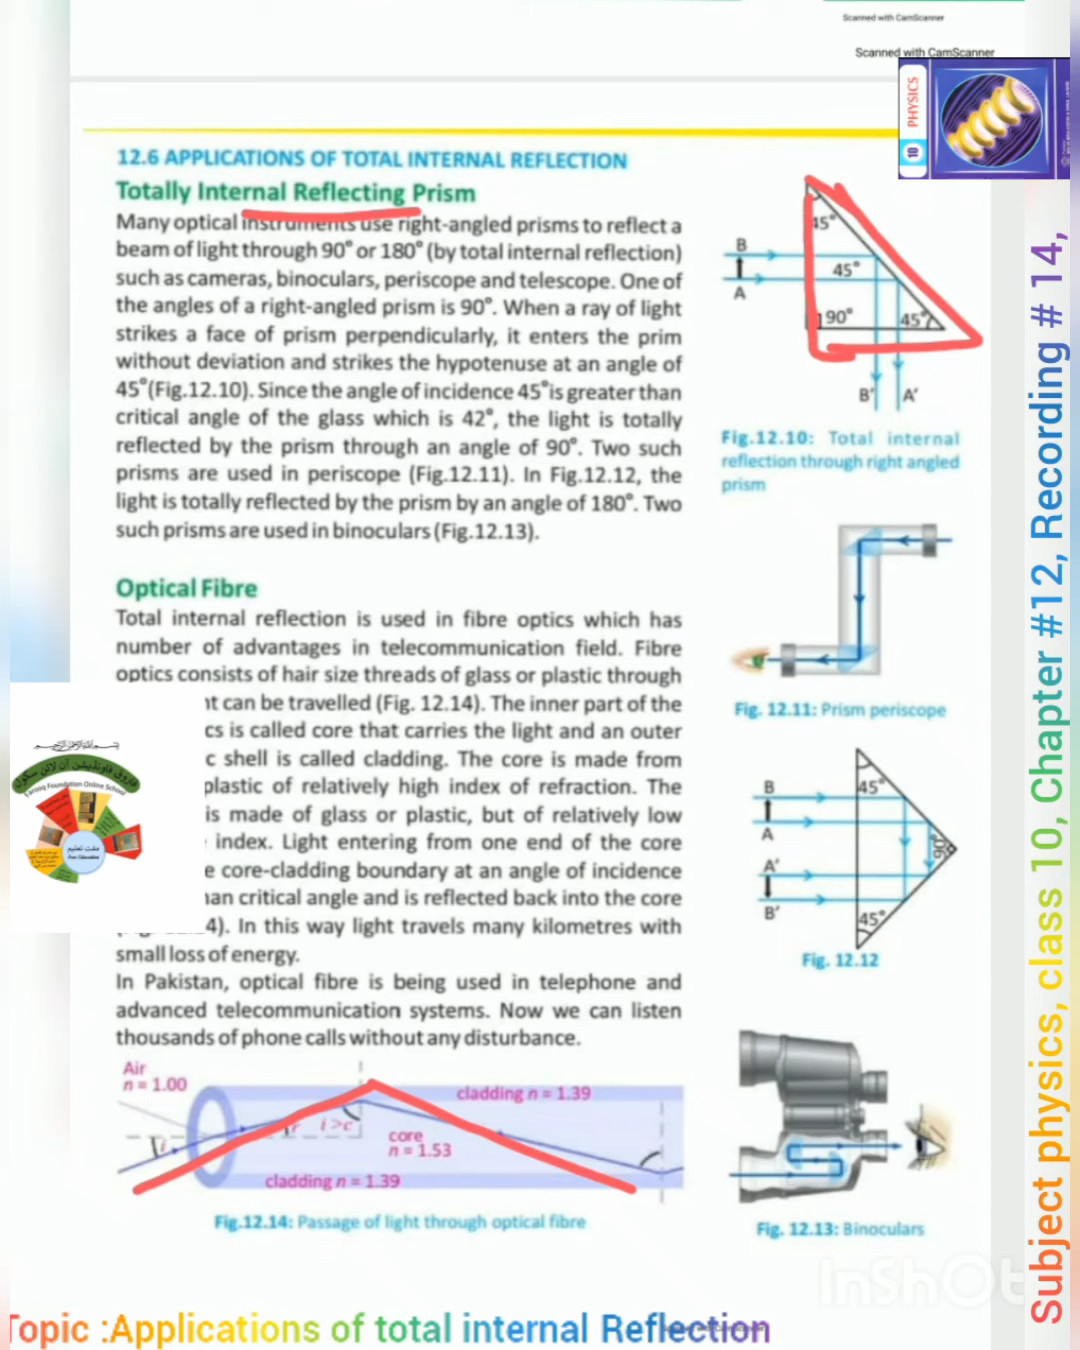 Scanned with CamScanner
Scanned with CamScanner
PHYSICS
10
12.6 APPLICATIONS OF TOTAL INTERNAL REFLECTION
Totally Internal Reflecting Prism
Many optical instruments use right-angled prisms to reflect a
beam of light through 90° or 180° (by total internal reflection)
such as cameras, binoculars, periscope and telescope. One of
the angles of a right-angled prism is 90°. When a ray of light
strikes a face of prism perpendicularly, it enters the prim
without deviation and strikes the hypotenuse at an angle of
45°(Fig.12.10). Since the angle of incidence 45°is greater than
critical angle of the glass which is 42°, the light is totally
reflected by the prism through an angle of 90°. Two such
prisms are used in periscope (Fig.12.11). In Fig.12.12, the
light is totally reflected by the prism by an angle of 180°. Two
such prisms are used in binoculars (Fig.12.13).
45°
B
45°
A
90°
45°
B' A'
Fig.12.10: Total internal
reflection through right angled
prism
Optical Fibre
Total internal reflection is used in fibre optics which has
number of advantages in telecommunication field. Fibre
optics consists of hair size threads of glass or plastic through
can be travelled (Fig. 12.14). The inner part of the
cs is called core that carries the light and an outer
c shell is called cladding. The core is made from
plastic of relatively high index of refraction. The
is made of glass or plastic, but of relatively low
index. Light entering from one end of the core
e core-cladding boundary at an angle of incidence
an critical angle and is reflected back into the core
4). In this way light travels many kilometres with
small loss of energy.
In Pakistan, optical fibre is being used in telephone and
advanced telecommunication systems. Now we can listen
thousands of phone calls without any disturbance.
Fig. 12.11: Prism periscope
B
45°
A
90°
A'
B'
45°
Fig. 12.12
فاروق فاونڈیشن آن لائن سکول
Farooq Foundation Online School
مفت تعلیم
Free Education
Air
n = 1.00
cladding n = 1.39
i
r
i >c
core
n = 1.53
cladding n = 1.39
Fig.12.14: Passage of light through optical fibre
Fig. 12.13: Binoculars
InShOt
Topic :Applications of total internal Reflection
Subject physics, class 10, Chapter #12, Recording # 14,